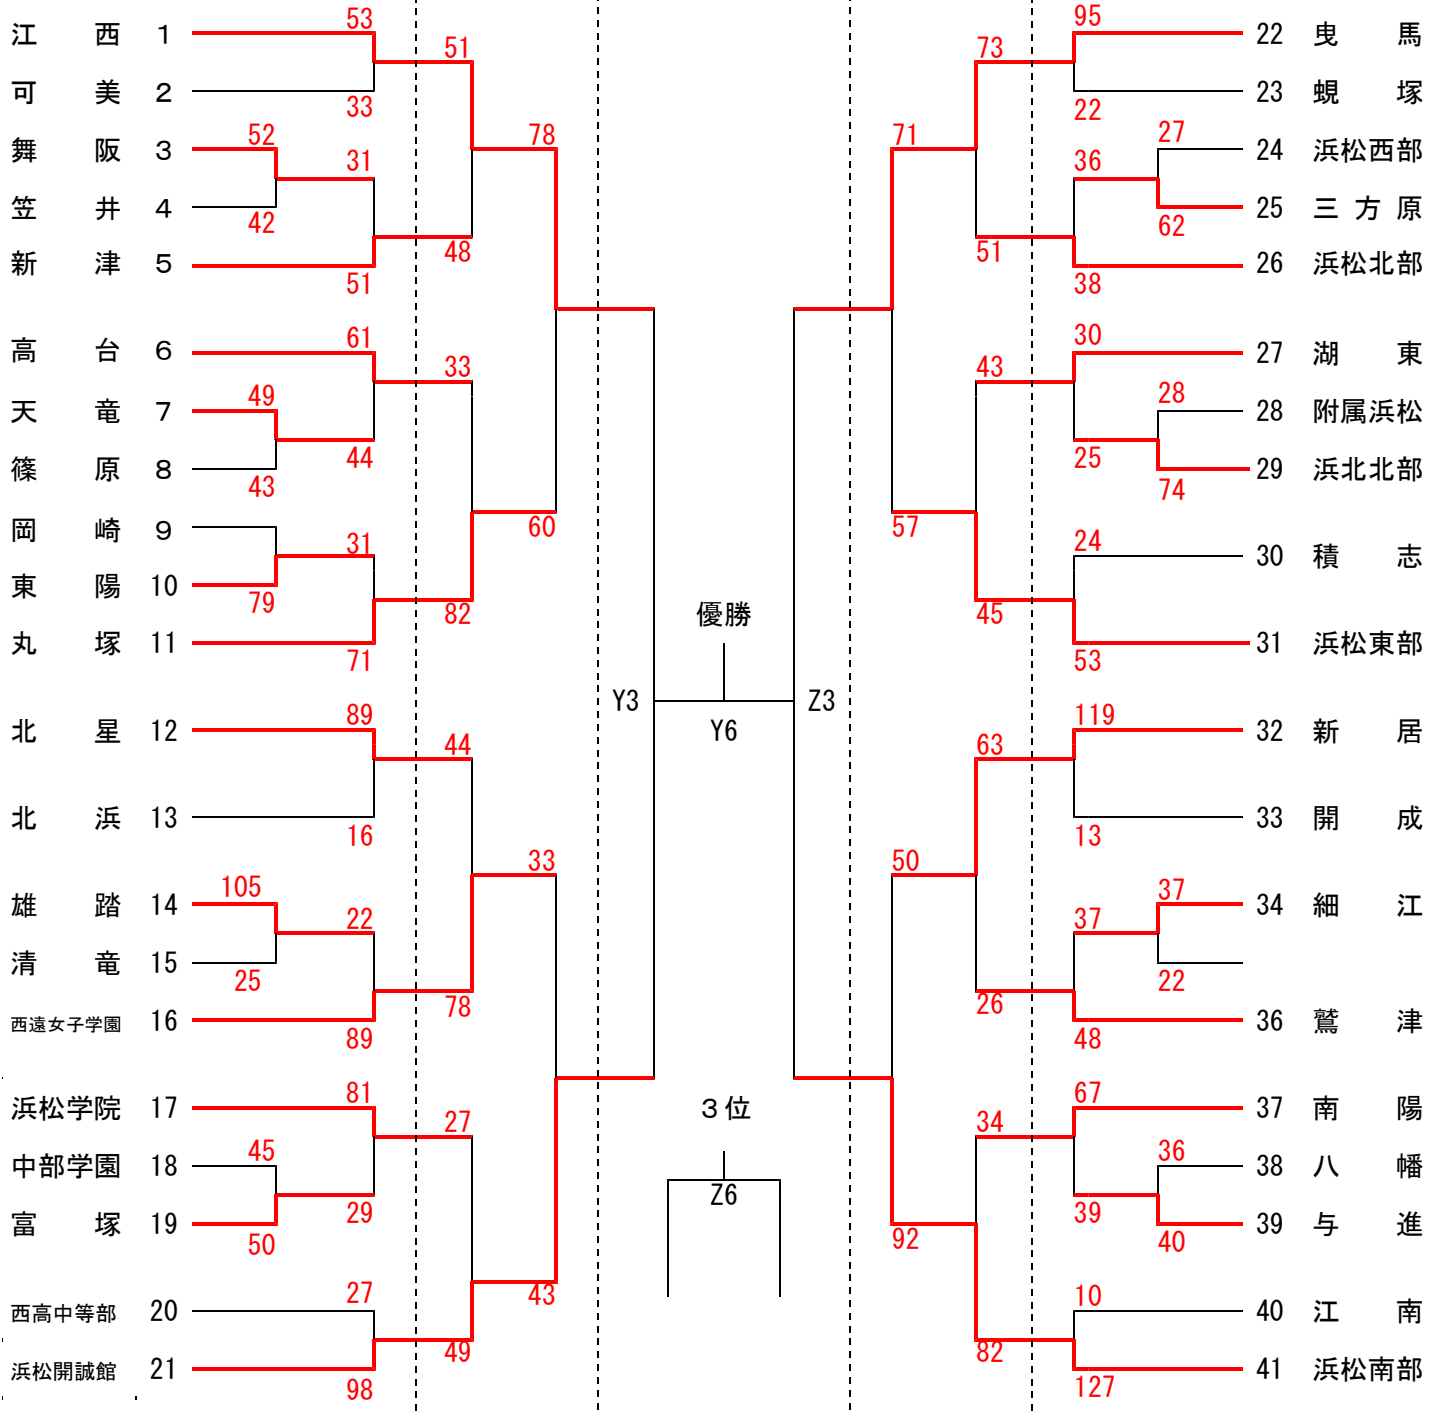 江 西 1
53
51
可 美 2
33
78
舞 阪 3
52
31
笠 井 4
42
48
新 津 5
51
高 台 6
61
33
天 竜 7
49
44
篠 原 8
43
60
岡 崎 9
31
東 陽 10
79
82
丸 塚 11
71
北 星 12
89
44
北 浜 13
16
33
雄 踏 14
105
22
清 竜 15
25
78
西遠女子学園 16
89
浜松学院 17
81
27
中部学園 18
45
29
富 塚 19
50
43
西高中等部 20
27
49
浜松開誠館 21
98
優勝
Y3
Z3
Y6
3位
Z6
95
22 曳 馬
73
23 蜆 塚
22
71
27
24 浜松西部
36
25 三方原
62
51
26 浜松北部
38
30
27 湖 東
43
28
28 附属浜松
25
29 浜北北部
74
57
24
30 積 志
45
31 浜松東部
53
119
32 新 居
63
33 開 成
13
50
37
34 細 江
37
22
26
36 鷲 津
48
67
37 南 陽
34
36
38 八 幡
39
39 与 進
40
92
10
40 江 南
82
41 浜松南部
127